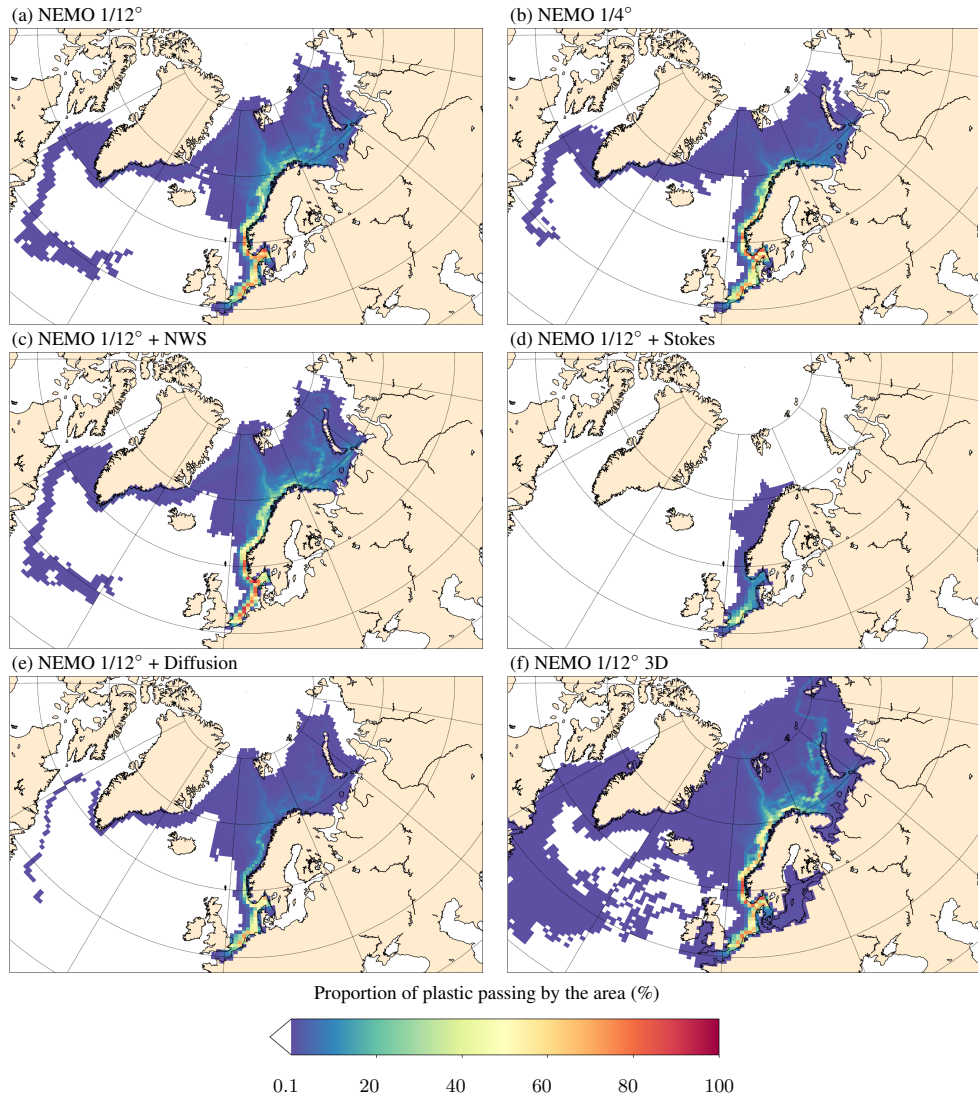 (a) NEMO 1/12°
(b) NEMO 1/4°
(c) NEMO 1/12° + NWS
(d) NEMO 1/12° + Stokes
(e) NEMO 1/12° + Diffusion
(f) NEMO 1/12° 3D
Proportion of plastic passing by the area (%)
0.1 20 40 60 80 100